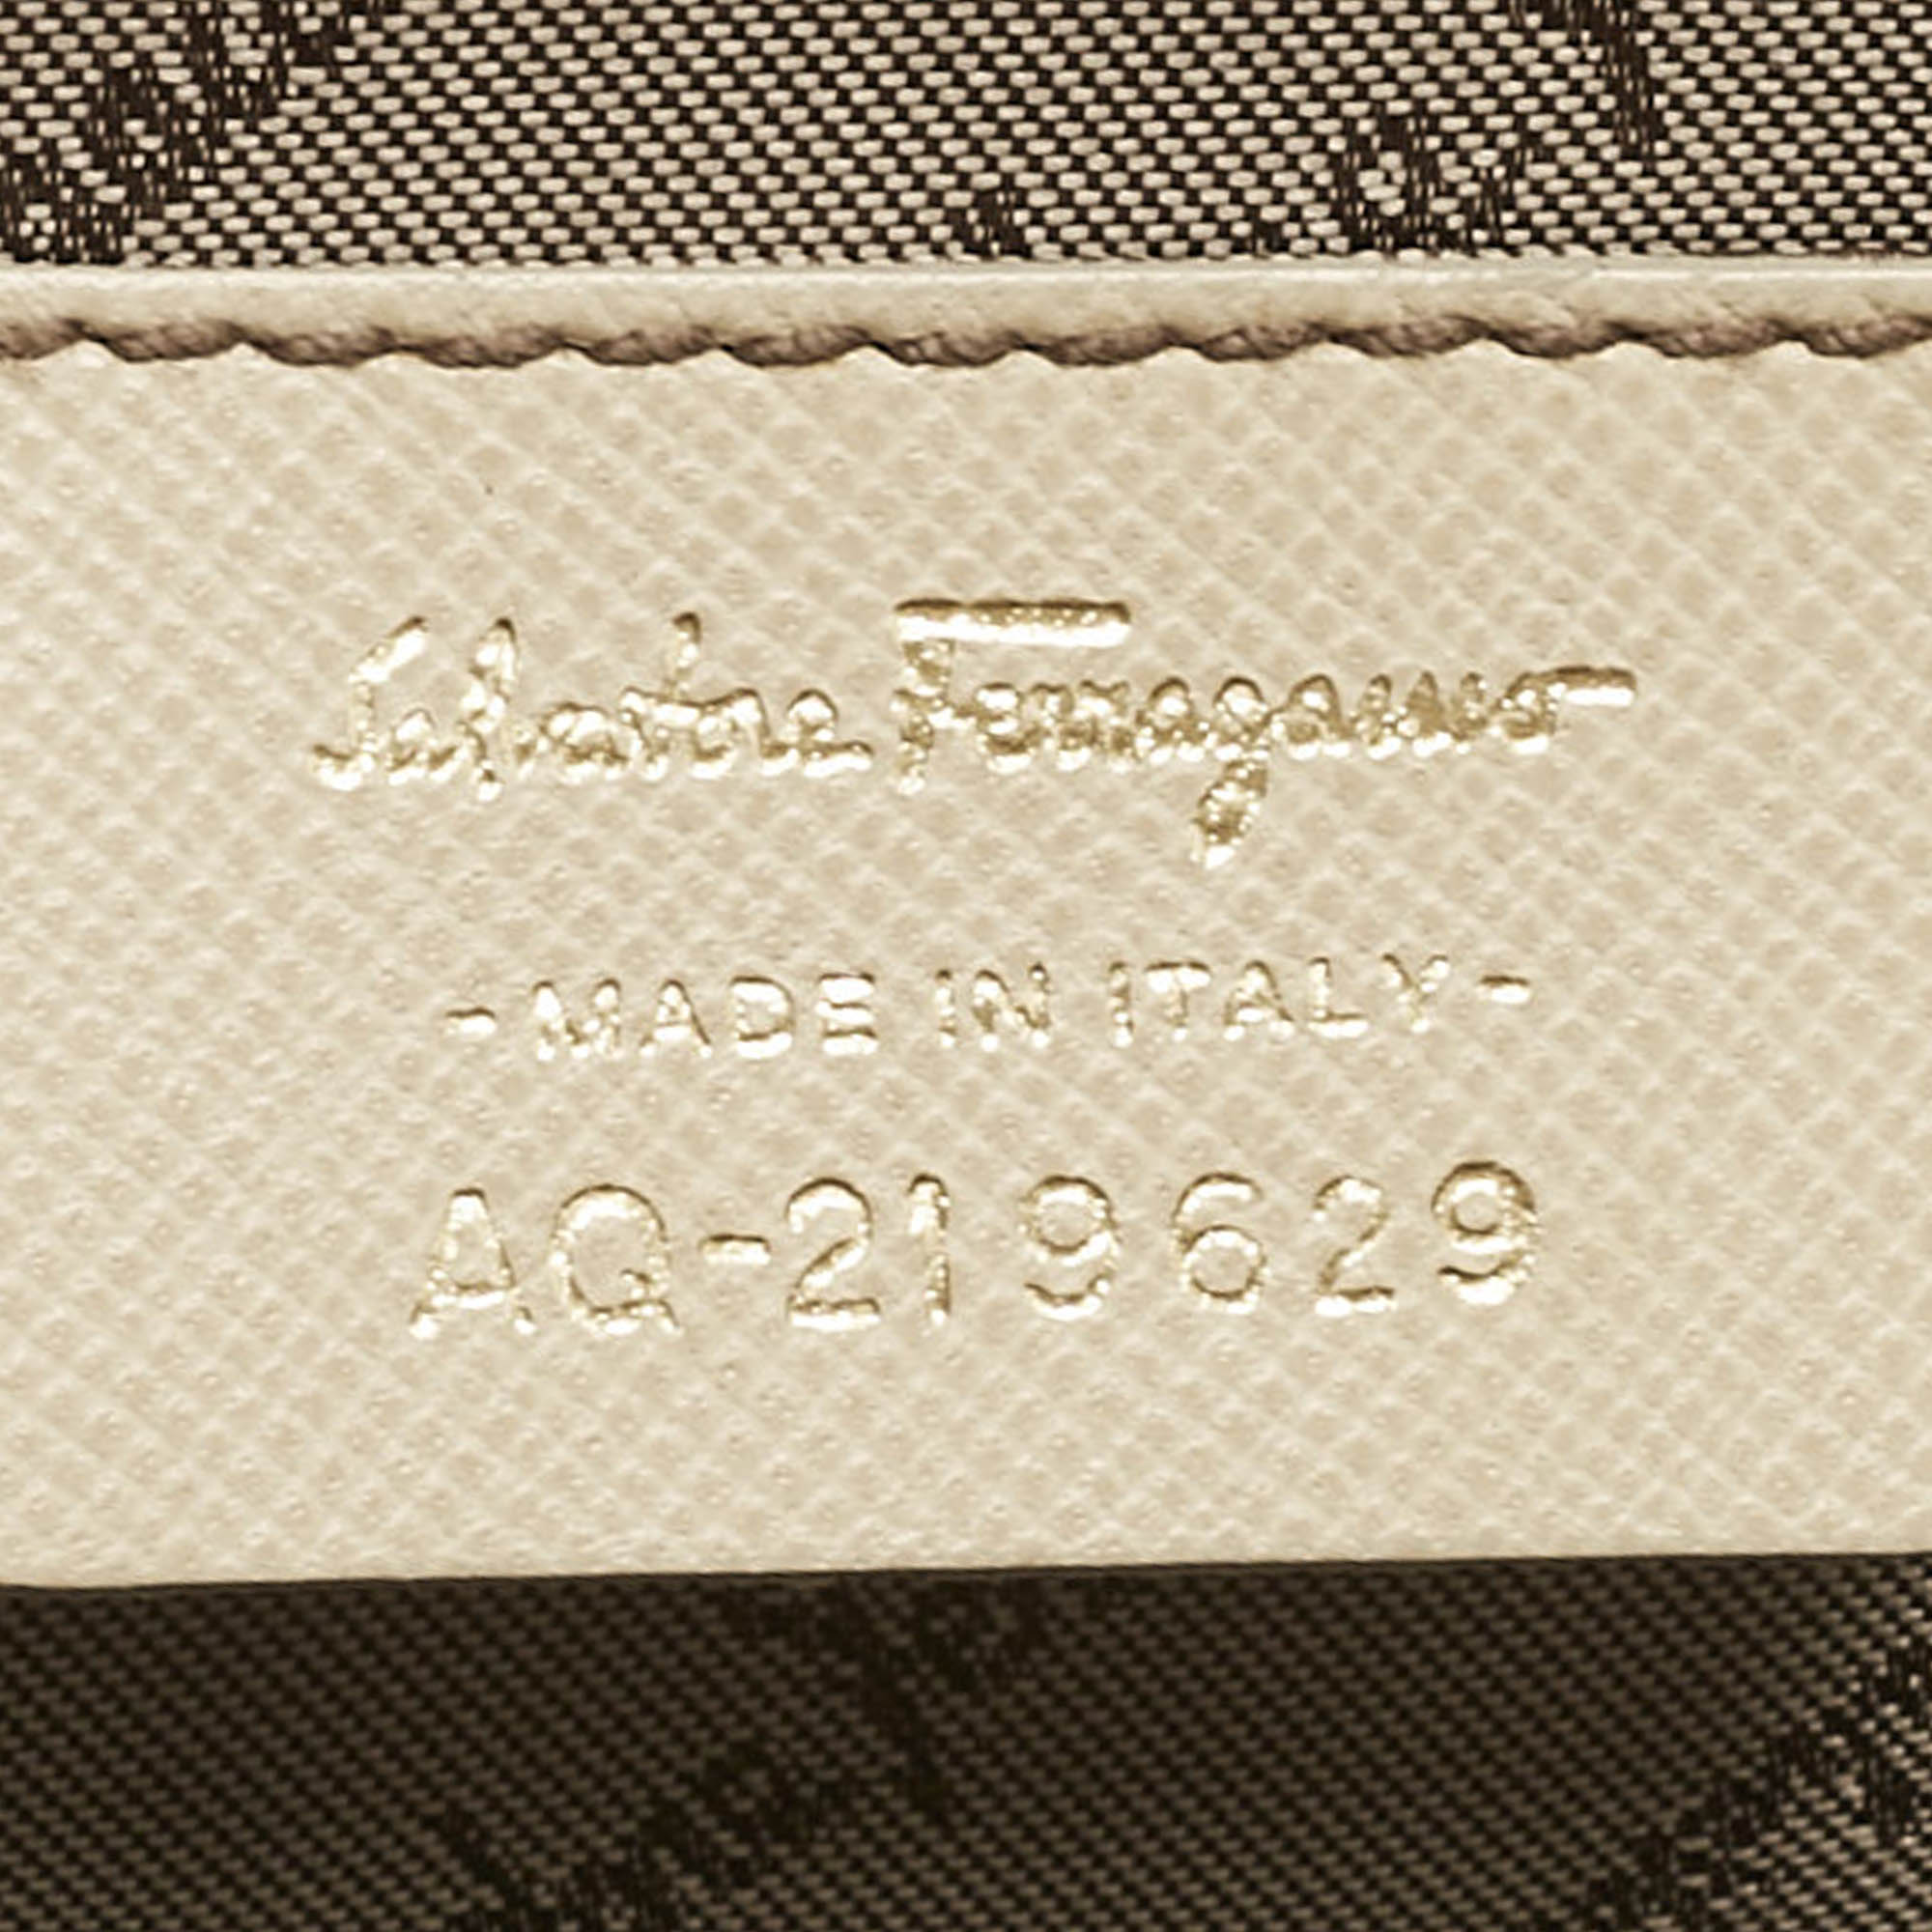 Salvatore Ferragamo
-MADE IN ITALY-
AQ-219629